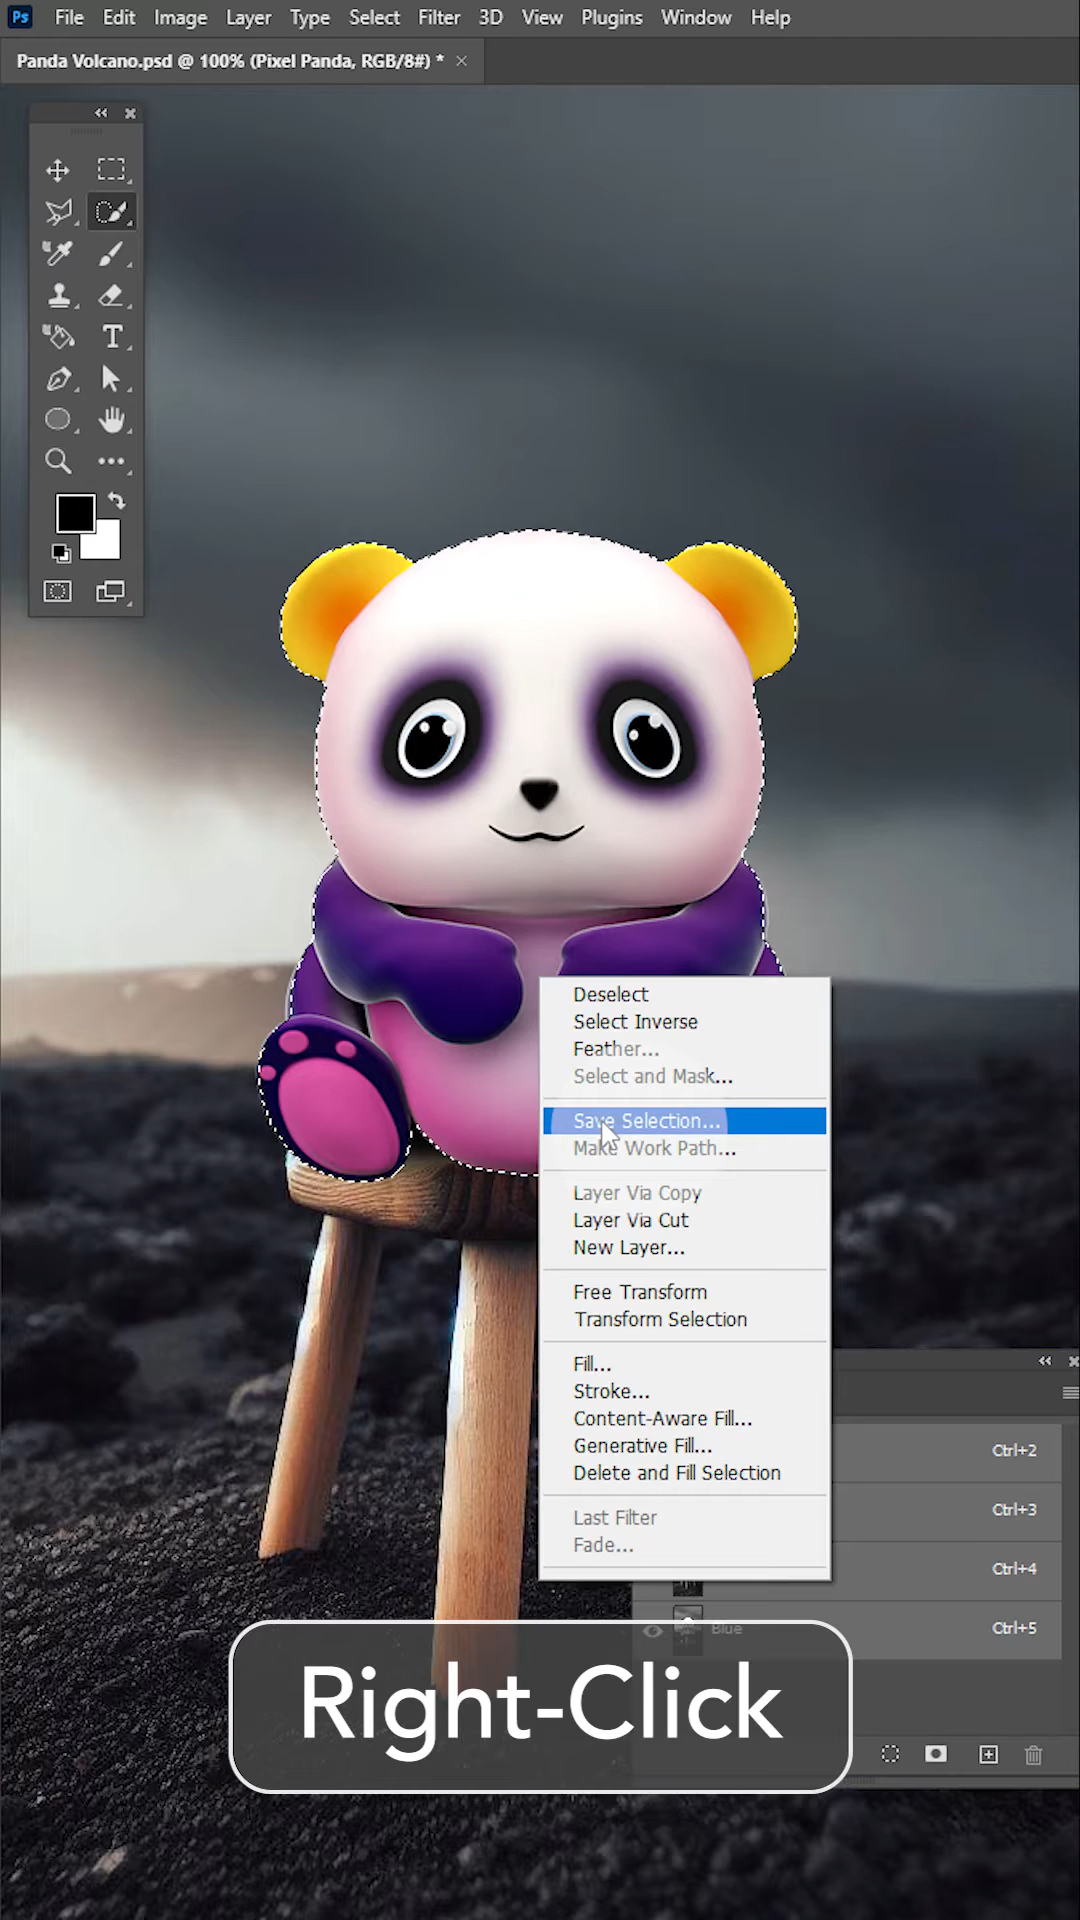 Ps File Edit Image Layer Type Select Filter 3D View Plugins Window Help
Panda Volcano.psd @ 100% (Pixel Panda, RGB/8#) *
T
Deselect
Select Inverse
Feather...
Select and Mask...
Save Selection...
Make Work Path...
Layer Via Copy
Layer Via Cut
New Layer...
Free Transform
Transform Selection
Fill...
Stroke...
Content-Aware Fill...
Generative Fill...
Delete and Fill Selection
Last Filter
Fade...
Ctrl+2
Ctrl+3
Ctrl+4
Blue Ctrl+5
Right-Click